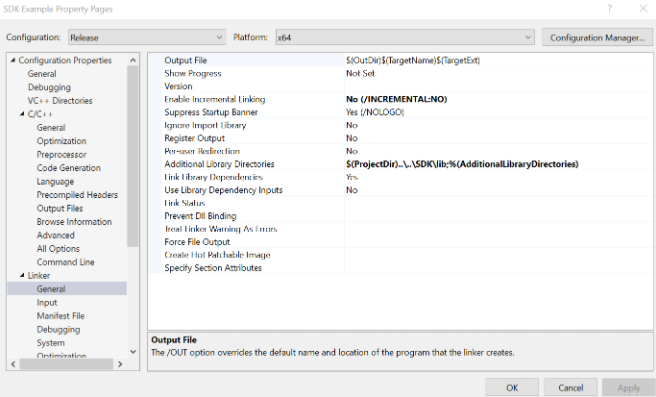 SDK Example Property Pages
? ×
Configuration: Release Platform: x64 Configuration Manager...
Configuration Properties
General
Debugging
VC++ Directories
C/C++
General
Optimization
Preprocessor
Code Generation
Language
Precompiled Headers
Output Files
Browse Information
Advanced
All Options
Command Line
Linker
General
Input
Manifest File
Debugging
System
Optimization
Output File $(OutDir)$(TargetName)$(TargetExt)
Show Progress Not Set
Version
Enable Incremental Linking No (/INCREMENTAL:NO)
Suppress Startup Banner Yes (/NOLOGO)
Ignore Import Library No
Register Output No
Per-user Redirection No
Additional Library Directories $(ProjectDir)..\..\SDK\lib;%(AdditionalLibraryDirectories)
Link Library Dependencies Yes
Use Library Dependency Inputs No
Link Status
Prevent Dll Binding
Treat Linker Warning As Errors
Force File Output
Create Hot Patchable Image
Specify Section Attributes
Output File
The /OUT option overrides the default name and location of the program that the linker creates.
OK Cancel Apply